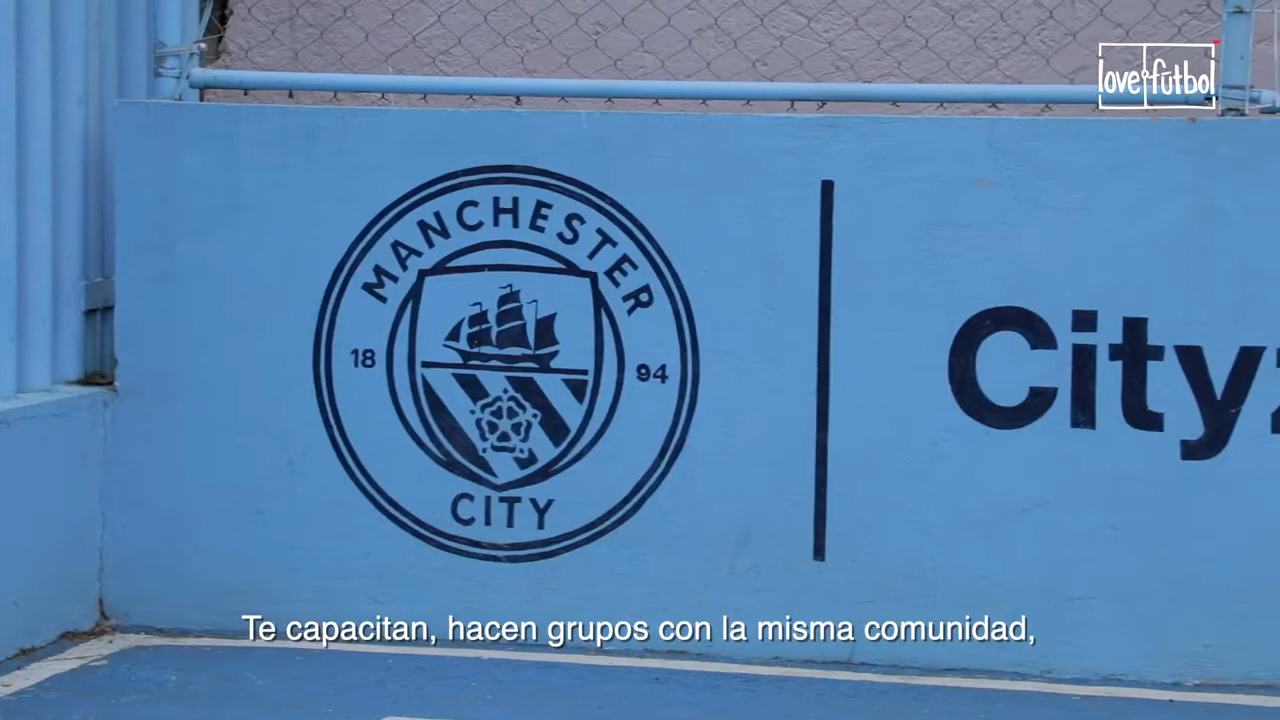 love fútbol
MANCHESTER
18 94
CITY
City
Te capacitan, hacen grupos con la misma comunidad,